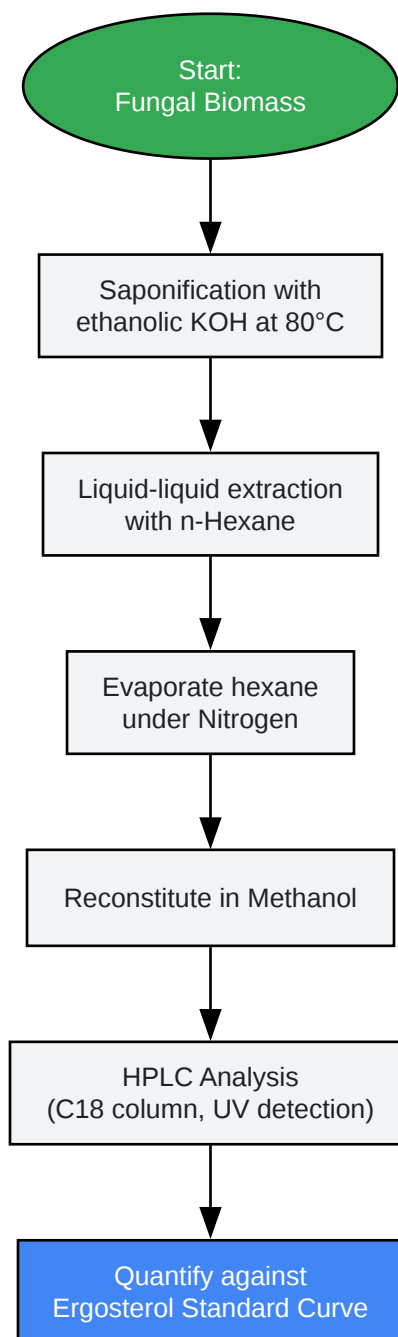 Start:
Fungal Biomass
Saponification with
ethanolic KOH at 80°C
Liquid-liquid extraction
with n-Hexane
Evaporate hexane
under Nitrogen
Reconstitute in Methanol
HPLC Analysis
(C18 column, UV detection)
Quantify against
Ergosterol Standard Curve